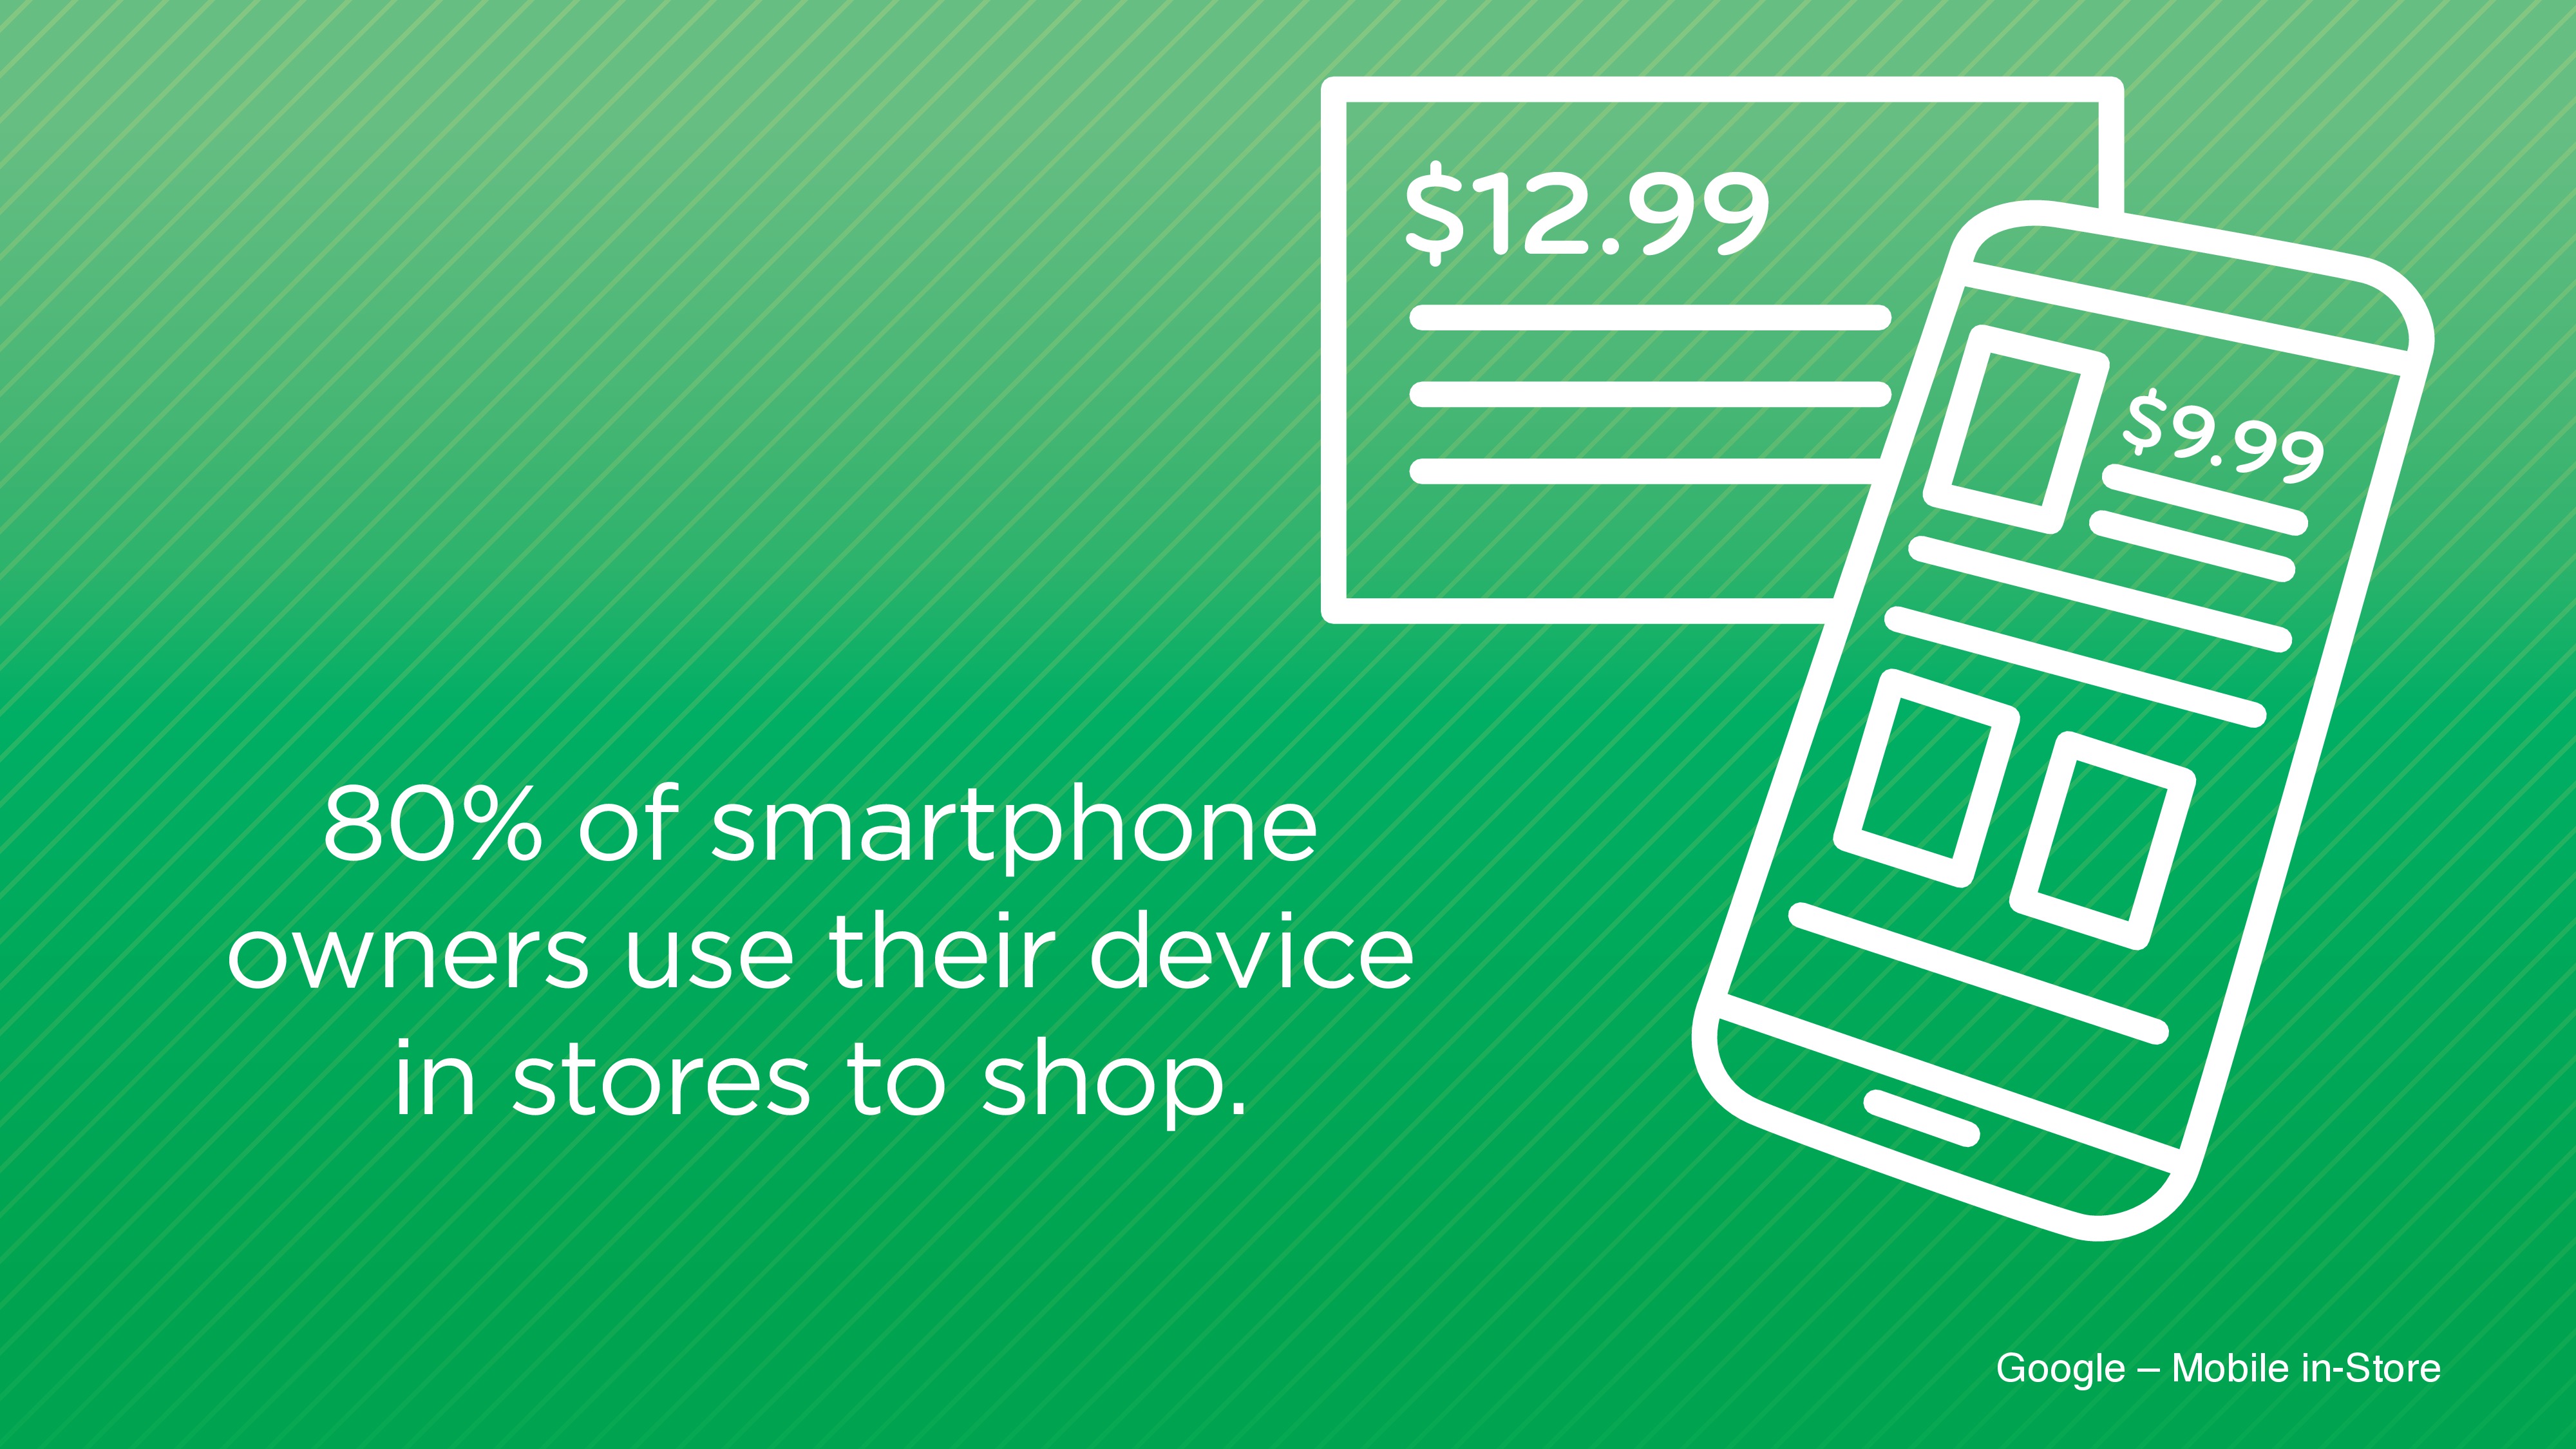 $12.99
$9.99
80% of smartphone
owners use their device
in stores to shop.
Google – Mobile in-Store